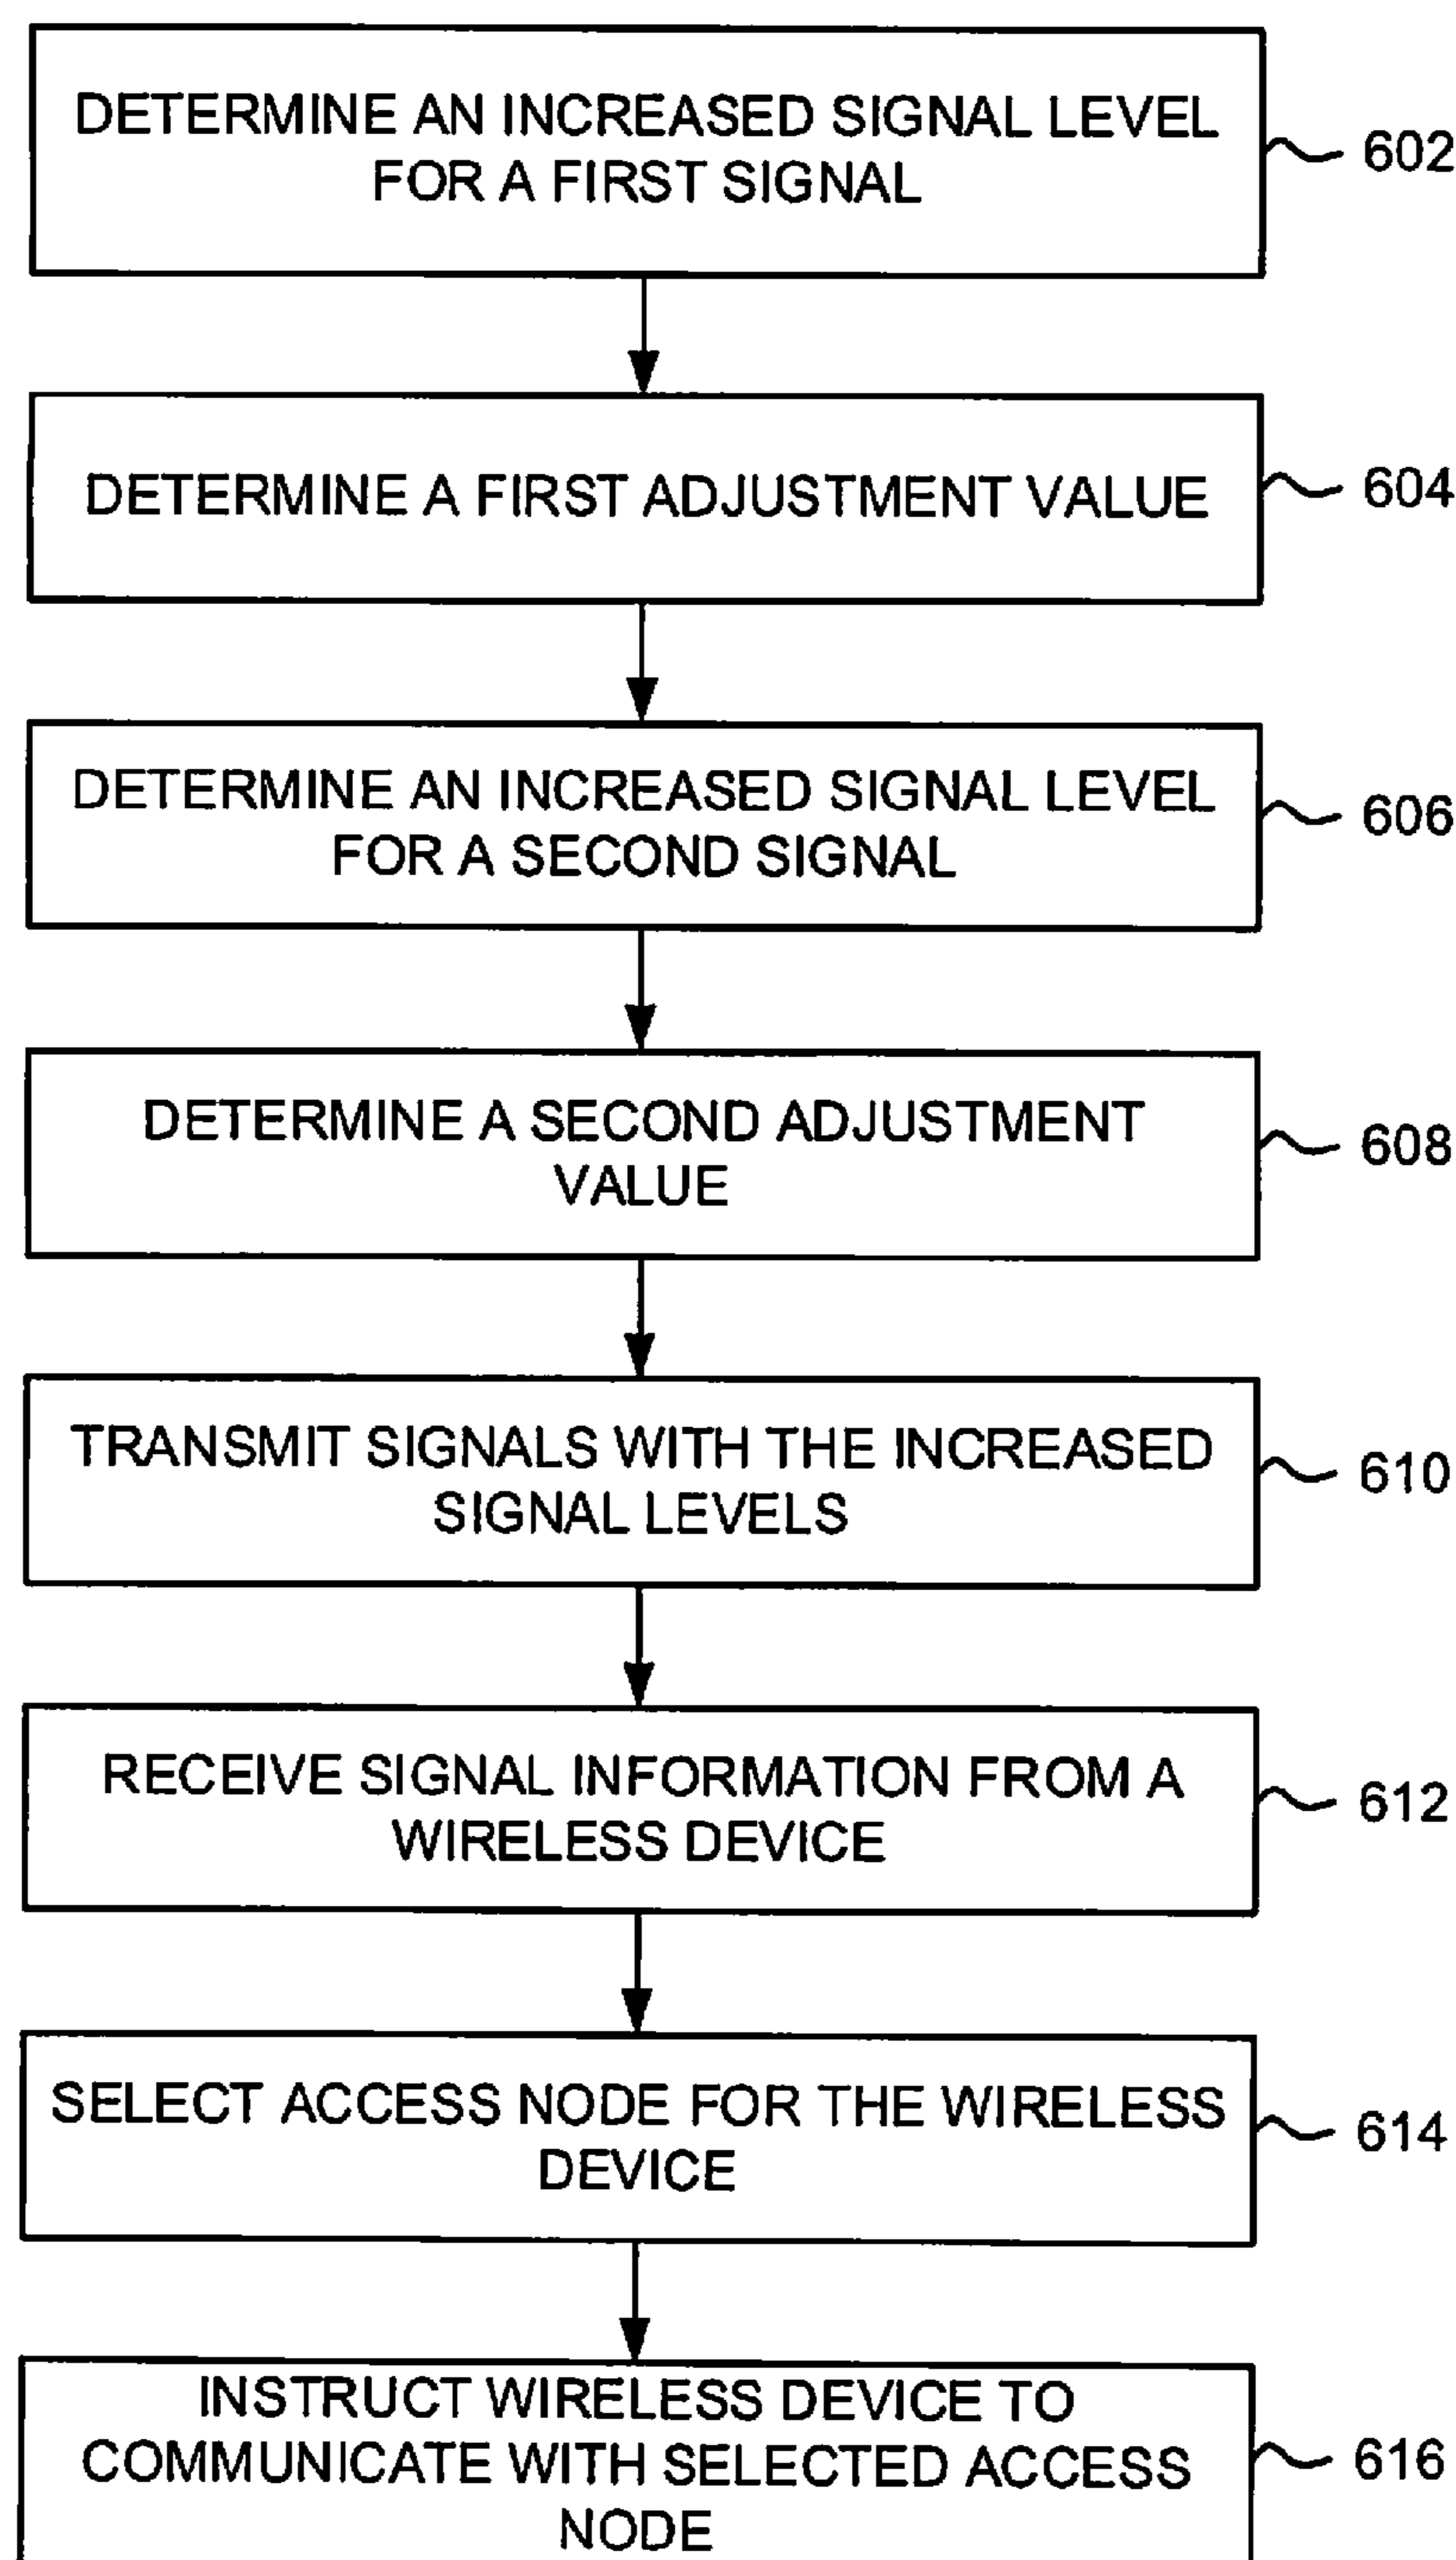 DETERMINE AN INCREASED SIGNAL LEVEL
FOR A FIRST SIGNAL
602
DETERMINE A FIRST ADJUSTMENT VALUE
604
DETERMINE AN INCREASED SIGNAL LEVEL
FOR A SECOND SIGNAL
606
DETERMINE A SECOND ADJUSTMENT
VALUE
608
TRANSMIT SIGNALS WITH THE INCREASED
SIGNAL LEVELS
610
RECEIVE SIGNAL INFORMATION FROM A
WIRELESS DEVICE
612
SELECT ACCESS NODE FOR THE WIRELESS
DEVICE
614
INSTRUCT WIRELESS DEVICE TO
COMMUNICATE WITH SELECTED ACCESS
NODE
616